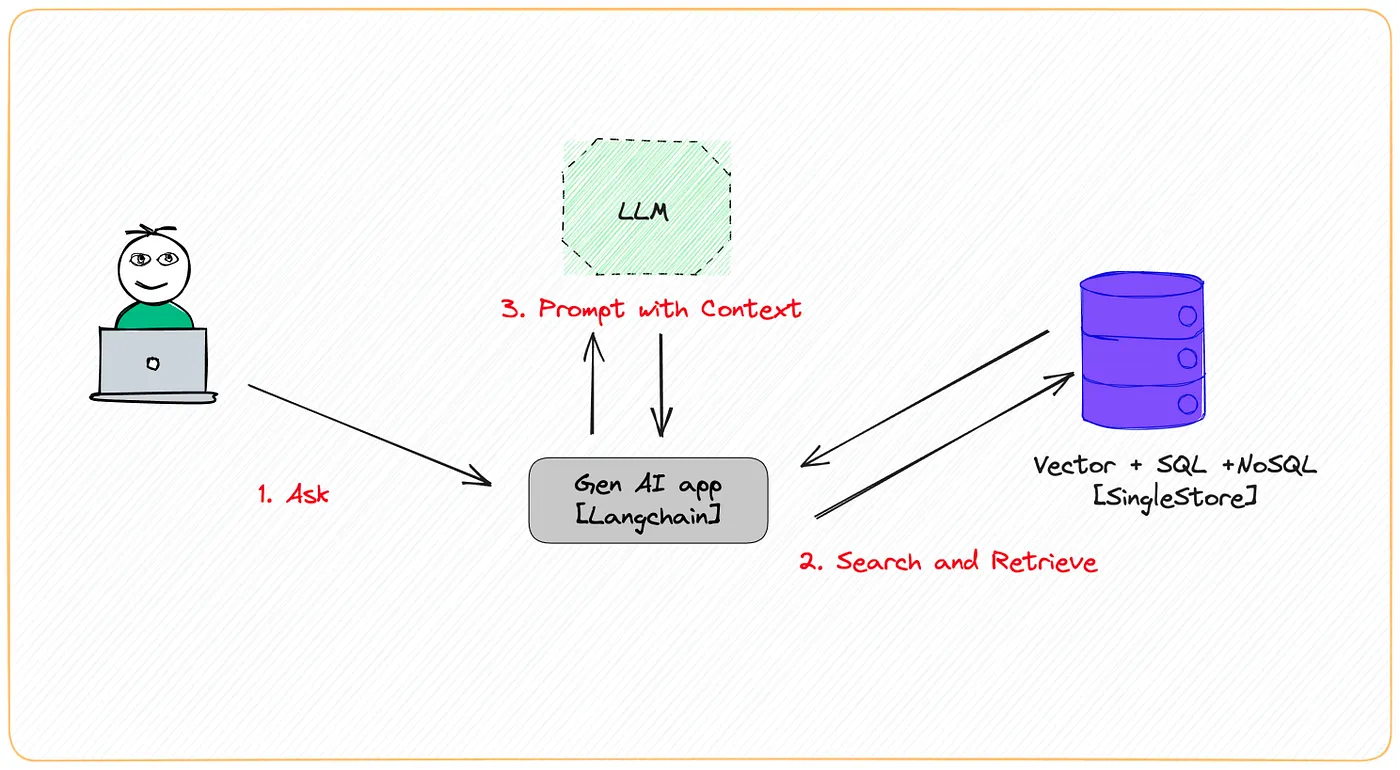 LLM
3. Prompt with Context
1. Ask
Gen AI app
[Langchain]
Vector + SQL +NoSQL
[SingleStore]
2. Search and Retrieve